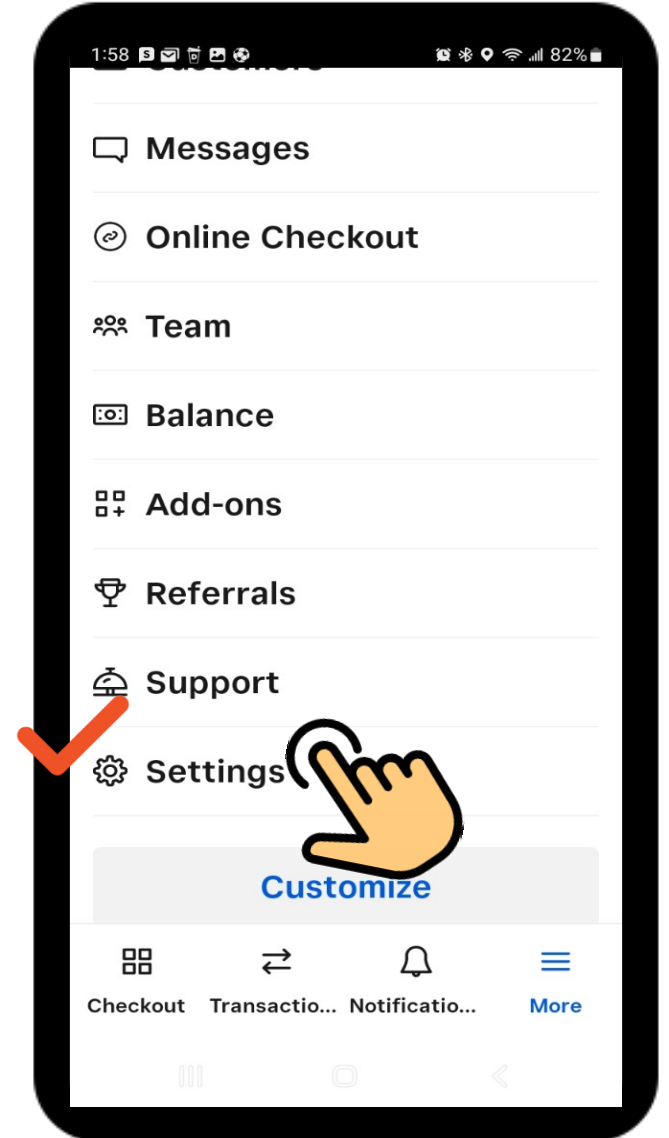 1:58 82%
Messages
Online Checkout
Team
Balance
Add-ons
Referrals
Support
Settings
Customize
Checkout Transactio... Notificatio... More